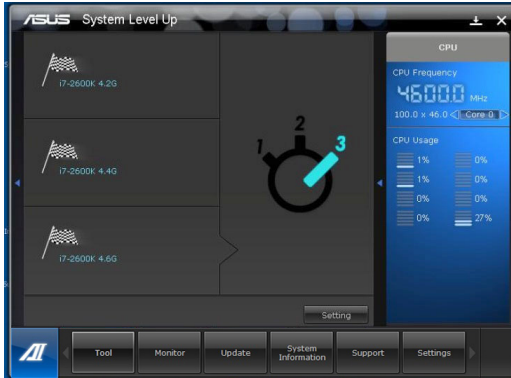 ASUS System Level Up
CPU
i7-2600K 4.2G
CPU Frequency
4600.0 MHz
100.0 x 46.0 Core 0
1
2
3
CPU Usage
1% 0%
1% 0%
0% 0%
0% 27%
i7-2600K 4.4G
i7-2600K 4.6G
Setting
Tool
Monitor
Update
System
Information
Support
Settings